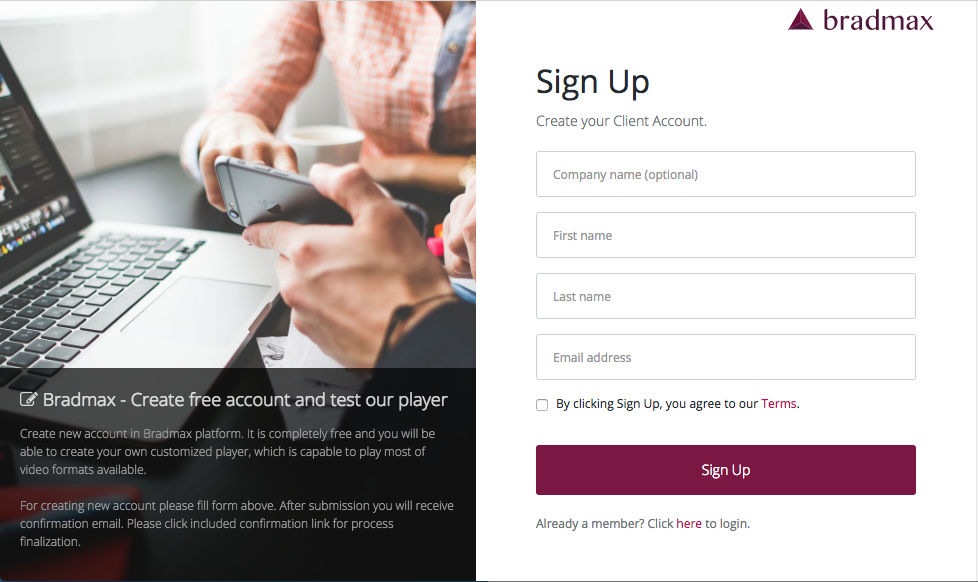 bradmax
Sign Up
Create your Client Account.
Company name (optional)
First name
Last name
Email address
By clicking Sign Up, you agree to our Terms.
Sign Up
Already a member? Click here to login.
Bradmax - Create free account and test our player
Create new account in Bradmax platform. It is completely free and you will be
able to create your own customized player, which is capable to play most of
video formats available.
For creating new account please fill form above. After submission you will receive
confirmation email. Please click included confirmation link for process
finalization.